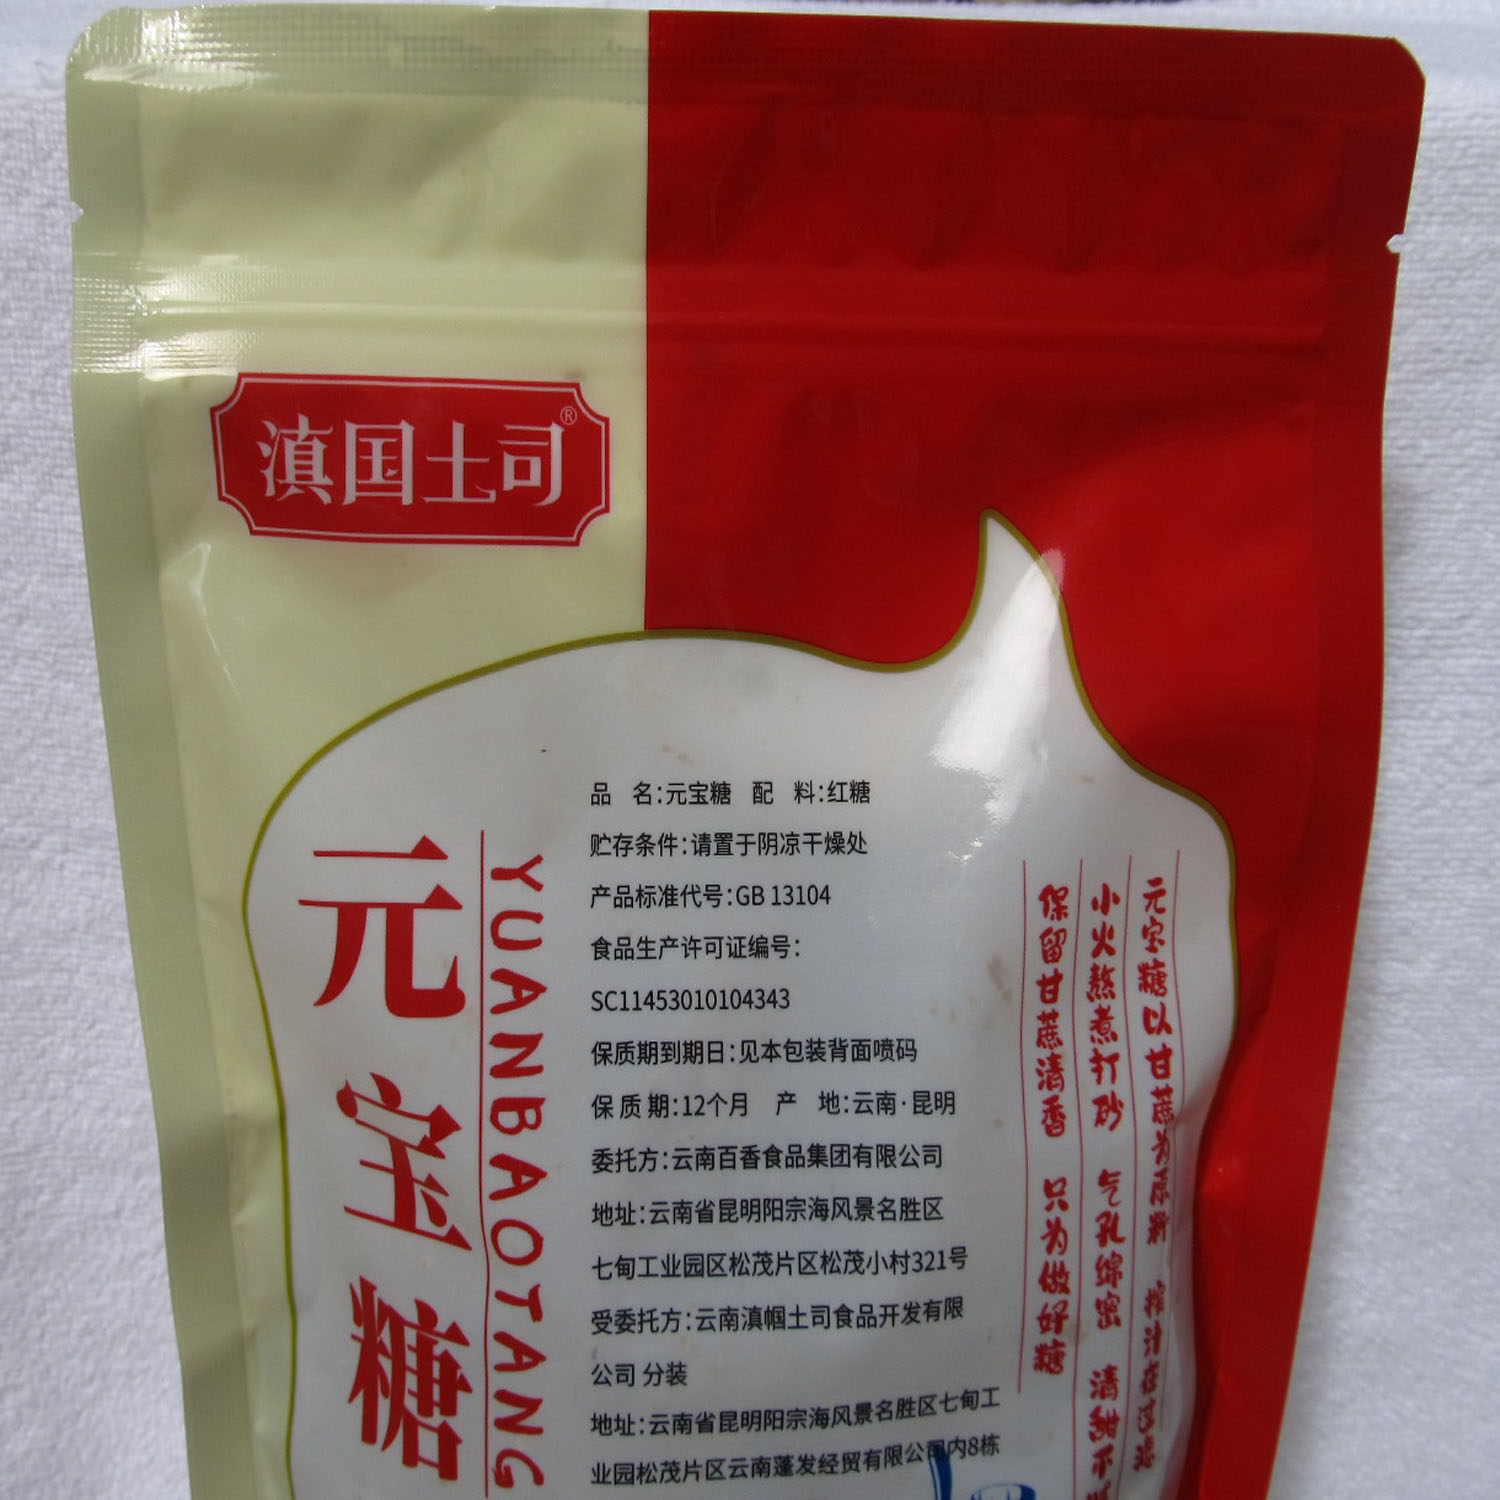 滇国土司®
元宝糖
YUANBAOTANG
品 名:元宝糖 配 料:红糖
贮存条件:请置于阴凉干燥处
产品标准代号:GB 13104
食品生产许可证编号:
SC11453010104343
保质期到期日:见本包装背面喷码
保 质 期:12个月 产 地:云南·昆明
委托方:云南百香食品集团有限公司
地址:云南省昆明阳宗海风景名胜区
七甸工业园区松茂片区松茂小村321号
受委托方:云南滇帼土司食品开发有限
公司 分装
地址:云南省昆明阳宗海风景名胜区七甸工
业园松茂片区云南蓬发经贸有限公司内8栋
元宝糖以甘蔗为原料 榨汁在过滤
小火熬煮打砂 气孔绵密 清甜不
保留甘蔗清香 只为做好糖